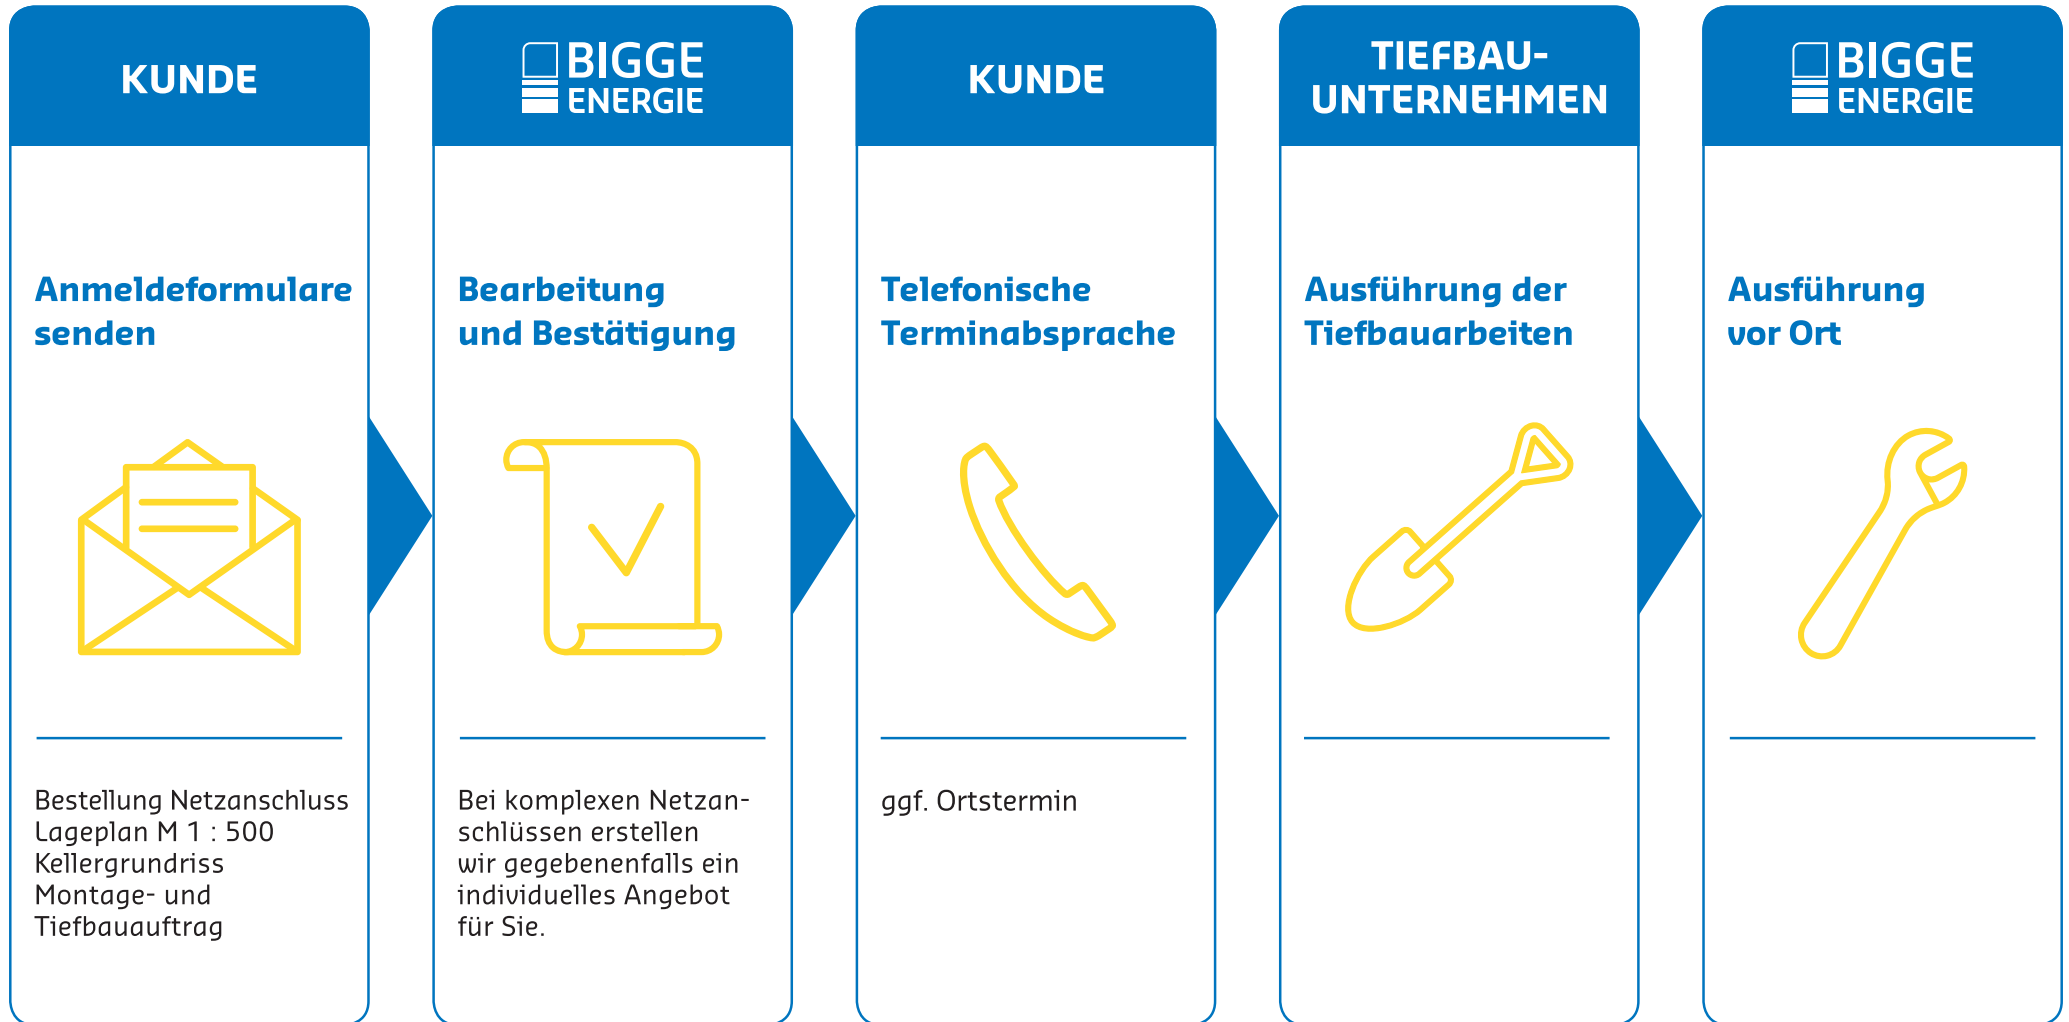 KUNDE
Anmeldeformulare
senden
Bestellung Netzanschluss
Lageplan M 1 : 500
Kellergrundriss
Montage- und
Tiefbauauftrag
BIGGE
ENERGIE
Bearbeitung
und Bestätigung
Bei komplexen Netzan-
schlüssen erstellen
wir gegebenenfalls ein
individuelles Angebot
für Sie.
KUNDE
Telefonische
Terminabsprache
ggf. Ortstermin
TIEFBAU-
UNTERNEHMEN
Ausführung der
Tiefbauarbeiten
BIGGE
ENERGIE
Ausführung
vor Ort